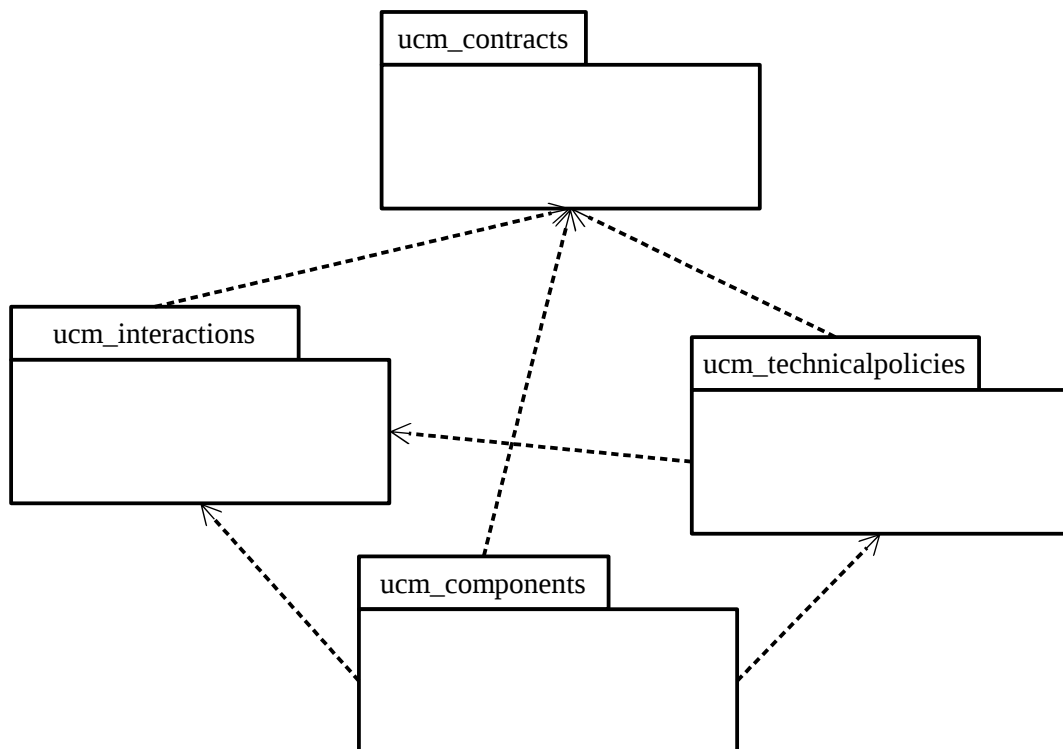 ucm_contracts
ucm_interactions
ucm_technicalpolicies
ucm_components